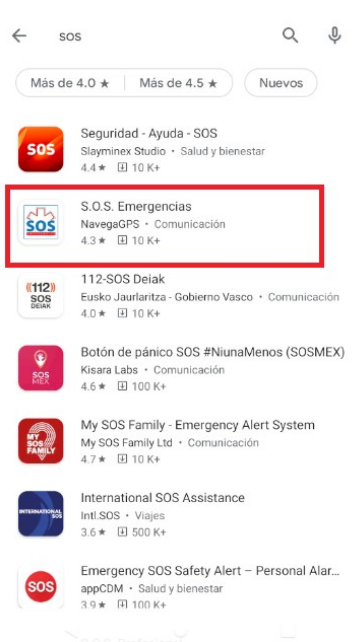 sos
Más de 4.0 ★ Más de 4.5 ★ Nuevos
SOS
Seguridad - Ayuda - SOS
Slayminex Studio • Salud y bienestar
4.4 ★ 10 K+
SOS
S.O.S. Emergencias
NavegaGPS • Comunicación
4.3 ★ 10 K+
((112))
SOS
DEIAK
112-SOS Deiak
Eusko Jaurlaritza - Gobierno Vasco • Comunicación
4.0 ★ 10 K+
SOS
MEX
Botón de pánico SOS #NiunaMenos (SOSMEX)
Kisara Labs • Comunicación
4.6 ★ 100 K+
MY
SOS
FAMILY
My SOS Family - Emergency Alert System
My SOS Family Ltd • Comunicación
4.7 ★ 10 K+
INTERNATIONAL
SOS
International SOS Assistance
Intl.SOS • Viajes
3.6 ★ 500 K+
SOS
Emergency SOS Safety Alert – Personal Alar...
appCDM • Salud y bienestar
3.9 ★ 100 K+